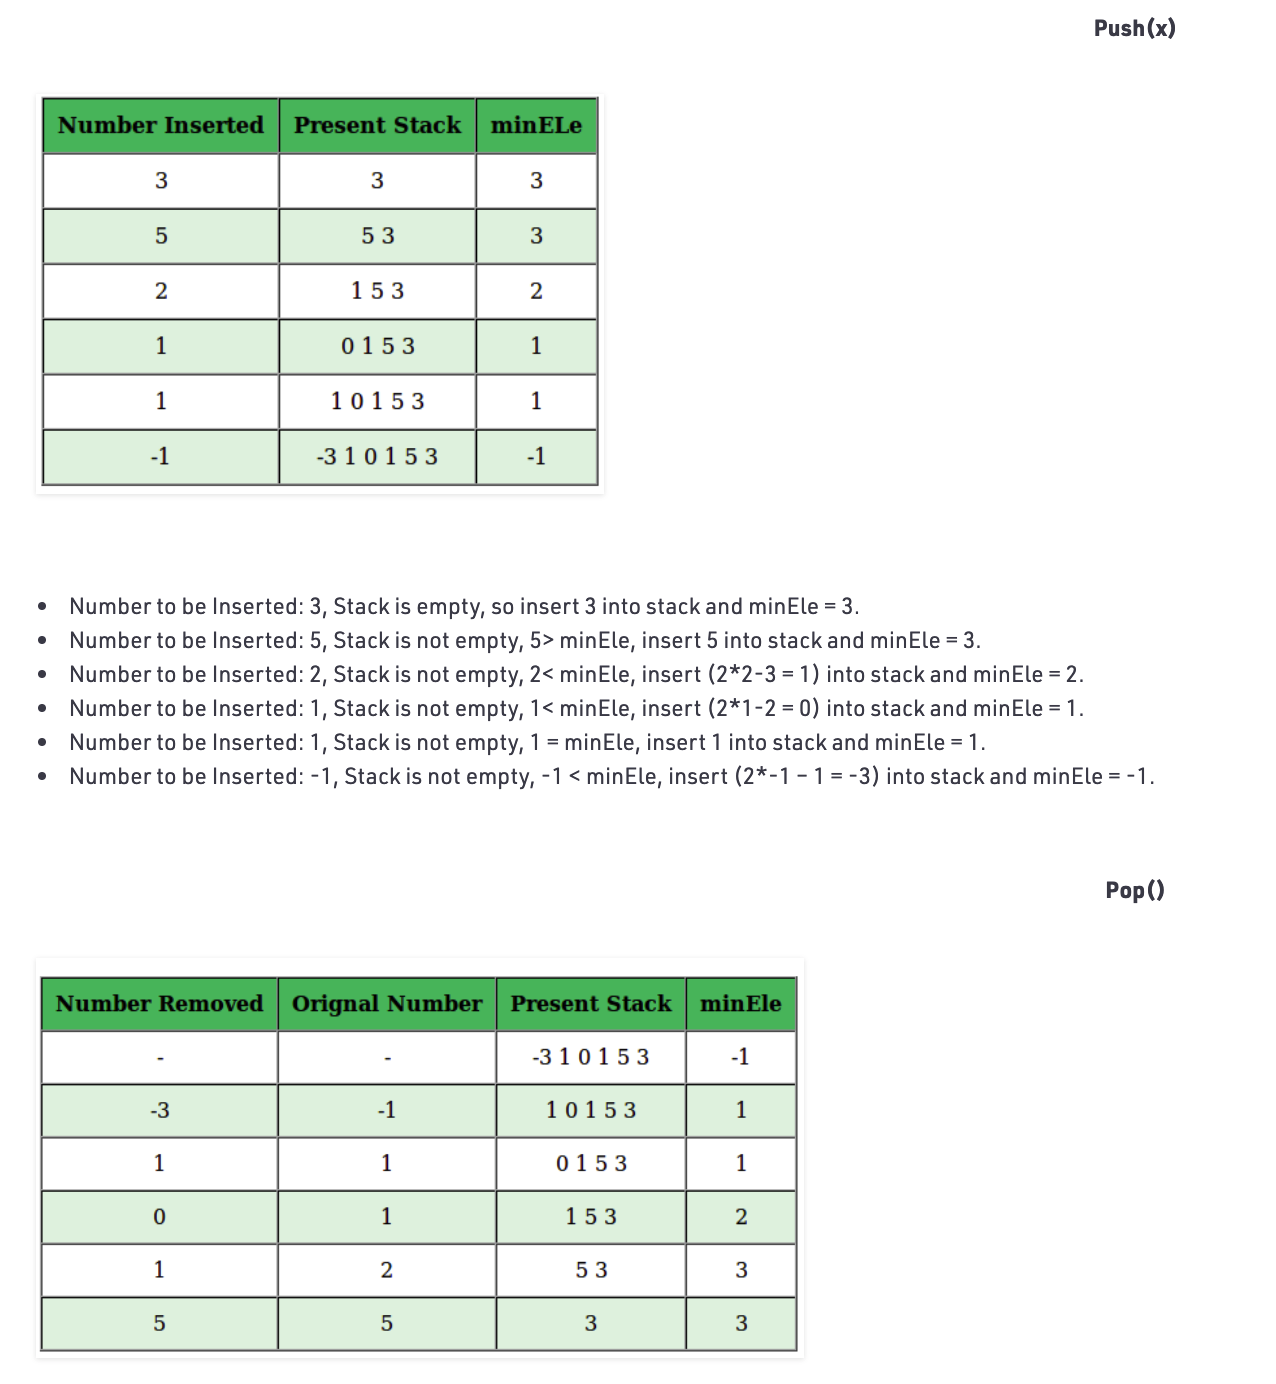 Push(x)
Number Inserted Present Stack minELe
3 3 3
5 5 3 3
2 1 5 3 2
1 0 1 5 3 1
1 1 0 1 5 3 1
-1 -3 1 0 1 5 3 -1
• Number to be Inserted: 3, Stack is empty, so insert 3 into stack and minEle = 3.
• Number to be Inserted: 5, Stack is not empty, 5> minEle, insert 5 into stack and minEle = 3.
• Number to be Inserted: 2, Stack is not empty, 2< minEle, insert (2*2-3 = 1) into stack and minEle = 2.
• Number to be Inserted: 1, Stack is not empty, 1< minEle, insert (2*1-2 = 0) into stack and minEle = 1.
• Number to be Inserted: 1, Stack is not empty, 1 = minEle, insert 1 into stack and minEle = 1.
• Number to be Inserted: -1, Stack is not empty, -1 < minEle, insert (2*-1 – 1 = -3) into stack and minEle = -1.
Pop()
Number Removed Orignal Number Present Stack minEle
- - -3 1 0 1 5 3 -1
-3 -1 1 0 1 5 3 1
1 1 0 1 5 3 1
0 1 1 5 3 2
1 2 5 3 3
5 5 3 3